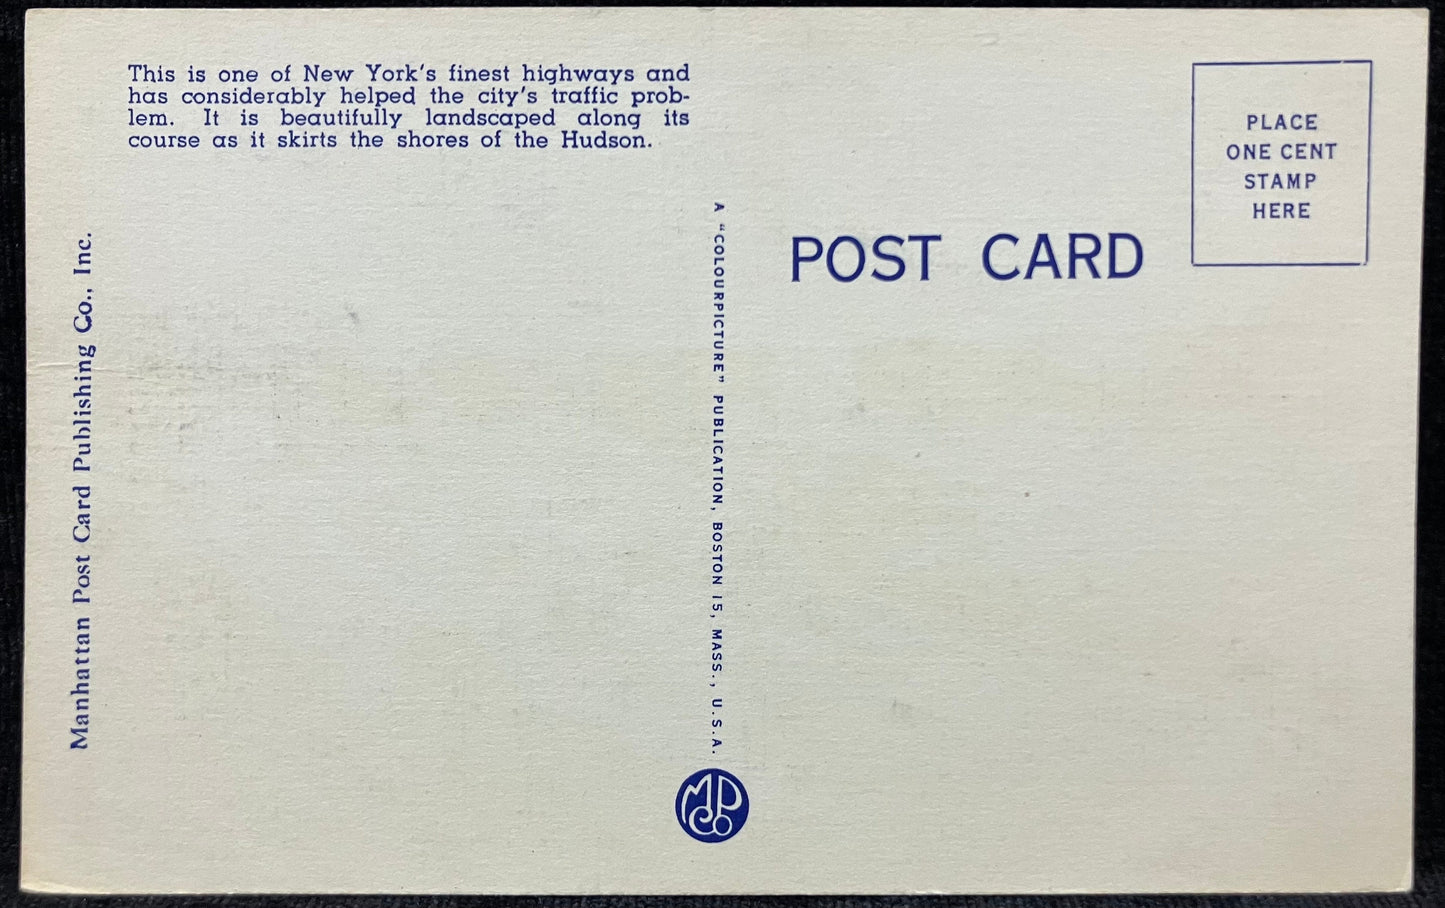 This is one of New York's finest highways and
has considerably helped the city's traffic prob-
lem. It is beautifully landscaped along its
course as it skirts the shores of the Hudson.
Manhattan Post Card Publishing Co., Inc.
A "COLOURPICTURE" PUBLICATION, BOSTON 15, MASS., U.S.A.
MPCo
POST CARD
PLACE
ONE CENT
STAMP
HERE